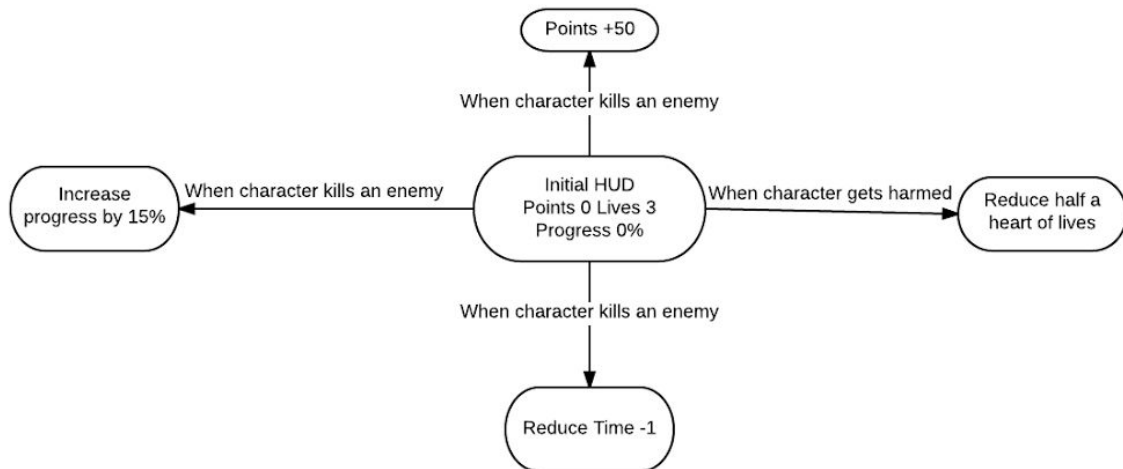 Points +50
When character kills an enemy
Increase
progress by 15%
When character kills an enemy
Initial HUD
Points 0 Lives 3
Progress 0%
When character gets harmed
Reduce half a
heart of lives
When character kills an enemy
Reduce Time -1